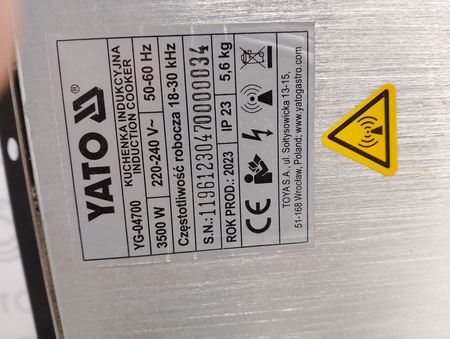 YATO®
YG-04700
KUCHENKA INDUKCYJNA
INDUCTION COOKER
3500 W
220-240 V~
50-60 Hz
Częstotliwość robocza 18-30 kHz
S.N.: 11961230470000034
ROK PROD.: 2023
IP 23
5,6 kg
CE
TOYA S.A., ul. Sołtysowicka 13-15,
51-168 Wrocław, Poland; www.yatogastro.com